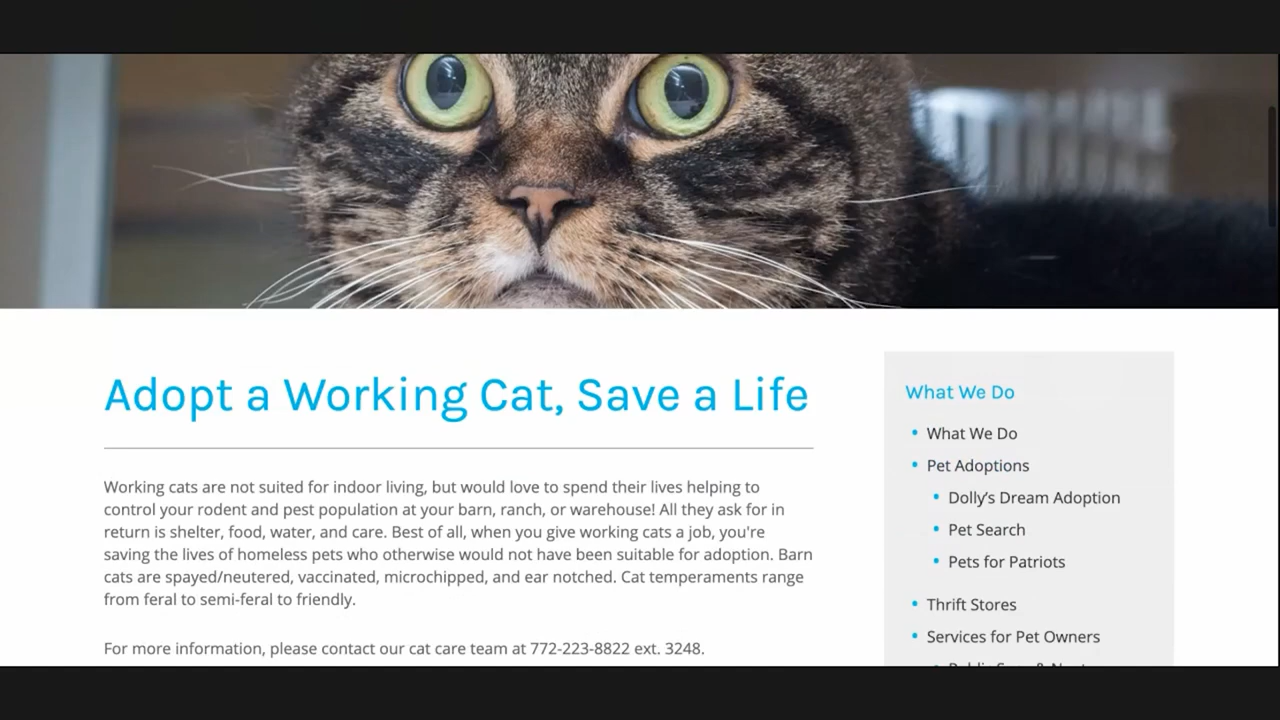 Adopt a Working Cat, Save a Life
Working cats are not suited for indoor living, but would love to spend their lives helping to
control your rodent and pest population at your barn, ranch, or warehouse! All they ask for in
return is shelter, food, water, and care. Best of all, when you give working cats a job, you're
saving the lives of homeless pets who otherwise would not have been suitable for adoption. Barn
cats are spayed/neutered, vaccinated, microchipped, and ear notched. Cat temperaments range
from feral to semi-feral to friendly.
For more information, please contact our cat care team at 772-223-8822 ext. 3248.
What We Do
• What We Do
• Pet Adoptions
• Dolly's Dream Adoption
• Pet Search
• Pets for Patriots
• Thrift Stores
• Services for Pet Owners